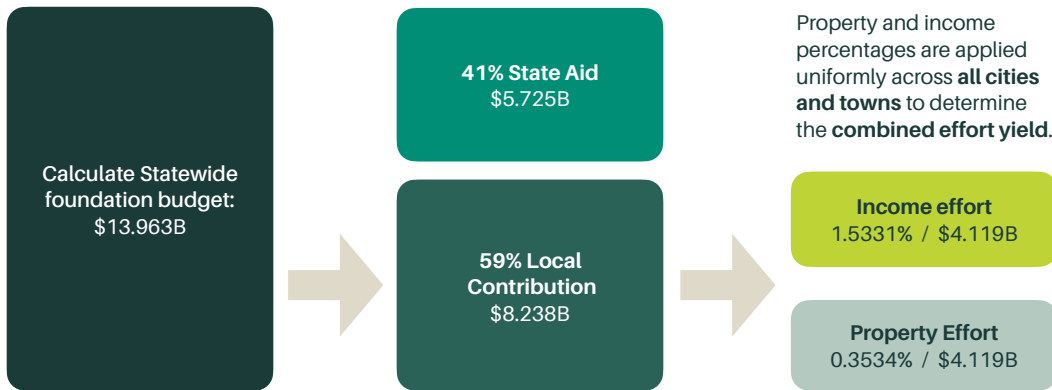 Calculate Statewide
foundation budget:
$13.963B
41% State Aid
$5.725B
59% Local
Contribution
$8.238B
Property and income
percentages are applied
uniformly across all cities
and towns to determine
the combined effort yield.
Income effort
1.5331% / $4.119B
Property Effort
0.3534% / $4.119B